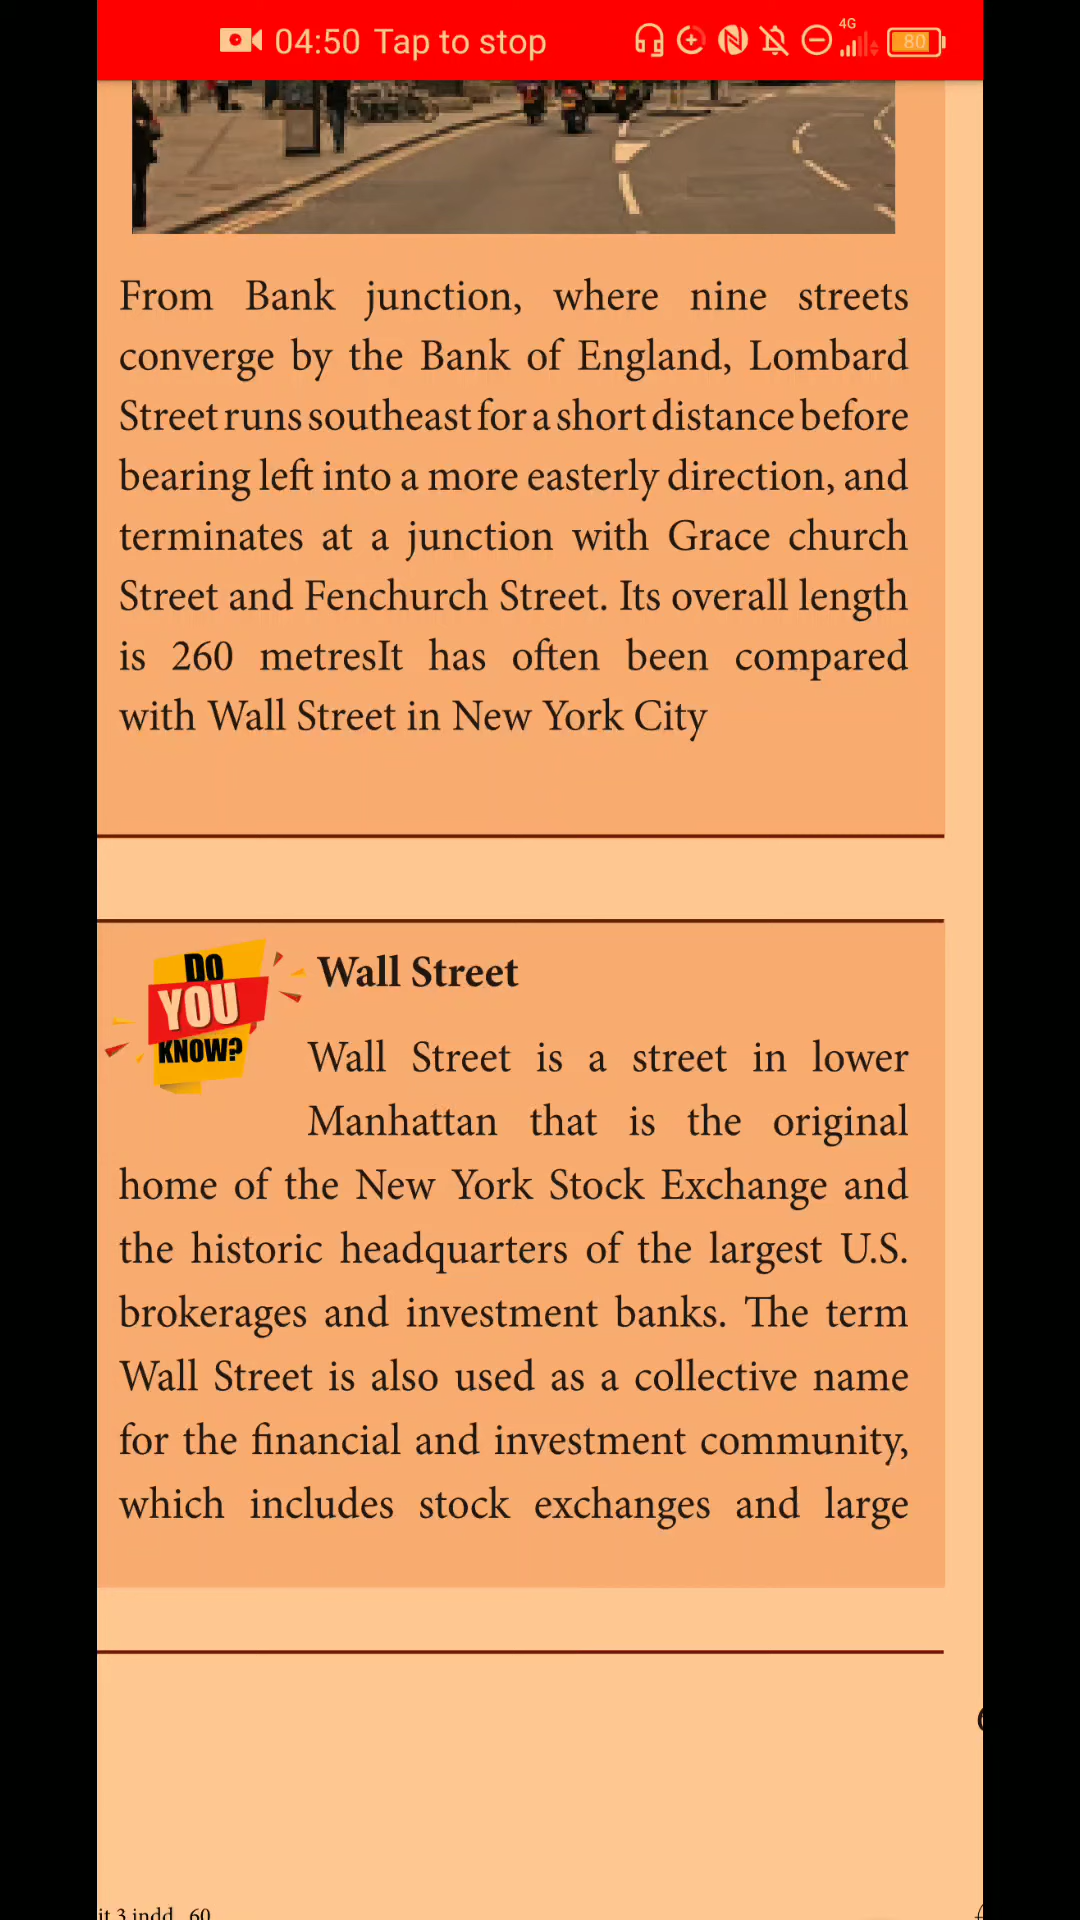 04:50 Tap to stop
4G
80
From Bank junction, where nine streets
converge by the Bank of England, Lombard
Street runs southeast for a short distance before
bearing left into a more easterly direction, and
terminates at a junction with Grace church
Street and Fenchurch Street. Its overall length
is 260 metresIt has often been compared
with Wall Street in New York City
DO
YOU
KNOW?
Wall Street
Wall Street is a street in lower
Manhattan that is the original
home of the New York Stock Exchange and
the historic headquarters of the largest U.S.
brokerages and investment banks. The term
Wall Street is also used as a collective name
for the financial and investment community,
which includes stock exchanges and large
it 3.indd 60